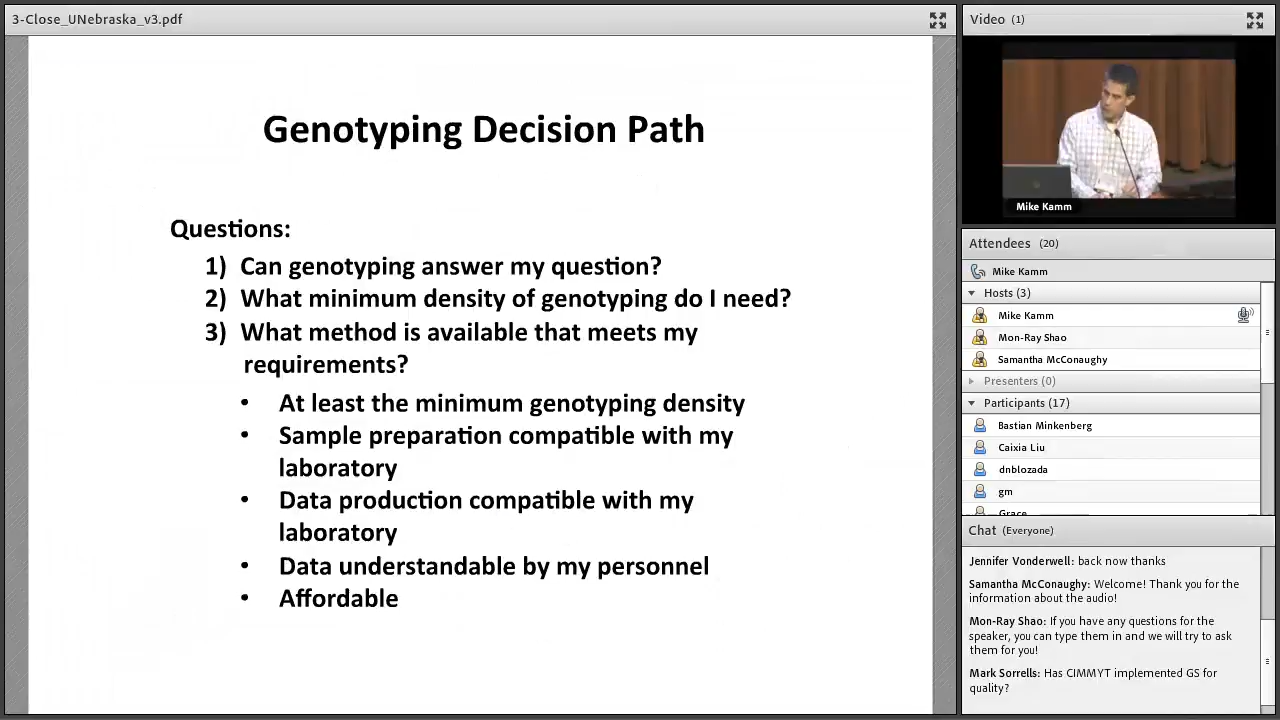 3-Close_UNebraska_v3.pdf
Genotyping Decision Path
Questions:
1) Can genotyping answer my question?
2) What minimum density of genotyping do I need?
3) What method is available that meets my
requirements?
• At least the minimum genotyping density
• Sample preparation compatible with my
laboratory
• Data production compatible with my
laboratory
• Data understandable by my personnel
• Affordable
Video (1)
Mike Kamm
Attendees (20)
Mike Kamm
Hosts (3)
Mike Kamm
Mon-Ray Shao
Samantha McConaughy
Presenters (0)
Participants (17)
Bastian Minkenberg
Caixia Liu
dnblozada
gm
Grace
Chat (Everyone)
Jennifer Vonderwell: back now thanks
Samantha McConaughy: Welcome! Thank you for the
information about the audio!
Mon-Ray Shao: If you have any questions for the
speaker, you can type them in and we will try to ask
them for you!
Mark Sorrells: Has CIMMYT implemented GS for
quality?